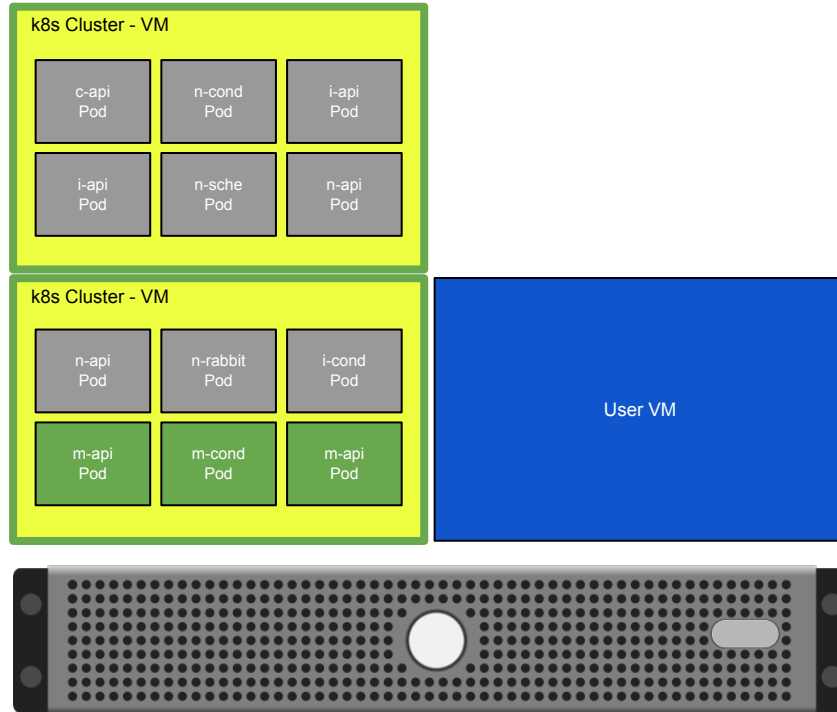 k8s Cluster - VM
c-api
Pod
n-cond
Pod
i-api
Pod
i-api
Pod
n-sche
Pod
n-api
Pod
k8s Cluster - VM
n-api
Pod
n-rabbit
Pod
i-cond
Pod
m-api
Pod
m-cond
Pod
m-api
Pod
User VM